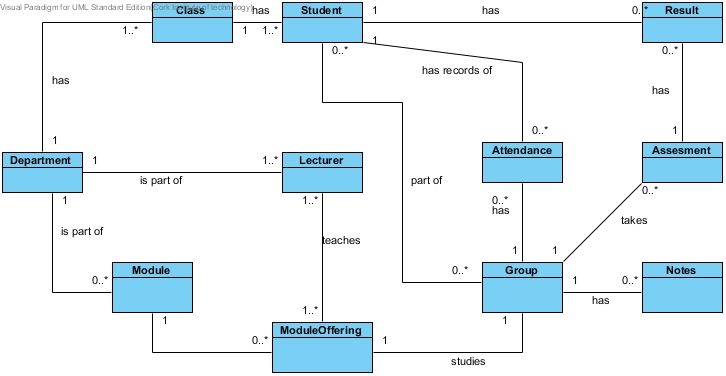 Visual Paradigm for UML Standard Edition(Cork Institute of technology)
Class
has
Student
1
has
0..*
Result
1..*
1
1..*
0..*
1
0..*
has records of
has
has
1
0..*
1
Department
1
1..*
Lecturer
Attendance
Assesment
is part of
part of
1
1..*
0..*
has
0..*
is part of
teaches
takes
1
1
Module
0..*
0..*
Group
1
0..*
Notes
has
1
1..*
1
ModuleOffering
0..*
1
studies